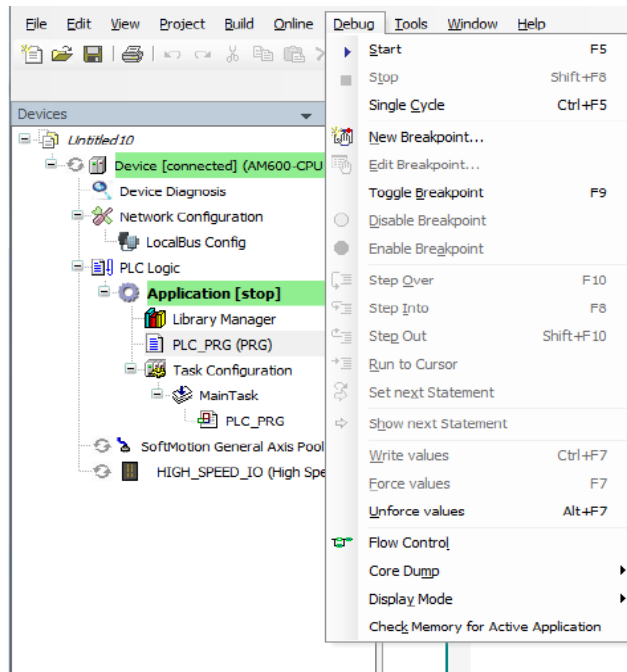 File Edit View Project Build Online Debug Tools Window Help
Devices
Untitled10
Device [connected] (AM600-CPU
Device Diagnosis
Network Configuration
LocalBus Config
PLC Logic
Application [stop]
Library Manager
PLC_PRG (PRG)
Task Configuration
MainTask
PLC_PRG
SoftMotion General Axis Pool
HIGH_SPEED_IO (High Spe
Start F5
Stop Shift+F8
Single Cycle Ctrl+F5
New Breakpoint...
Edit Breakpoint...
Toggle Breakpoint F9
Disable Breakpoint
Enable Breakpoint
Step Over F10
Step Into F8
Step Out Shift+F10
Run to Cursor
Set next Statement
Show next Statement
Write values Ctrl+F7
Force values F7
Unforce values Alt+F7
Flow Control
Core Dump
Display Mode
Check Memory for Active Application